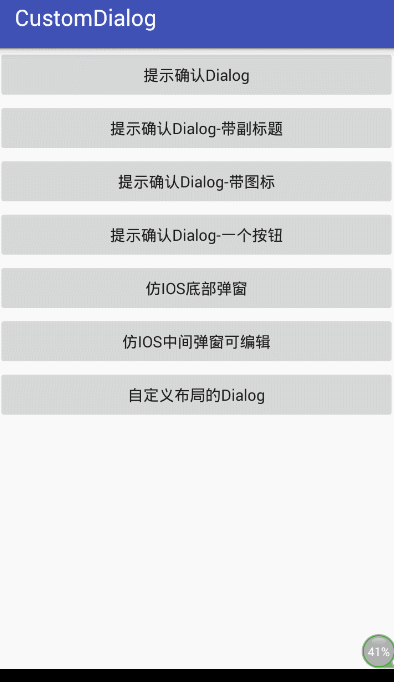 CustomDialog
提示确认Dialog
提示确认Dialog-带副标题
提示确认Dialog-带图标
提示确认Dialog-一个按钮
仿IOS底部弹窗
仿IOS中间弹窗可编辑
自定义布局的Dialog
41%